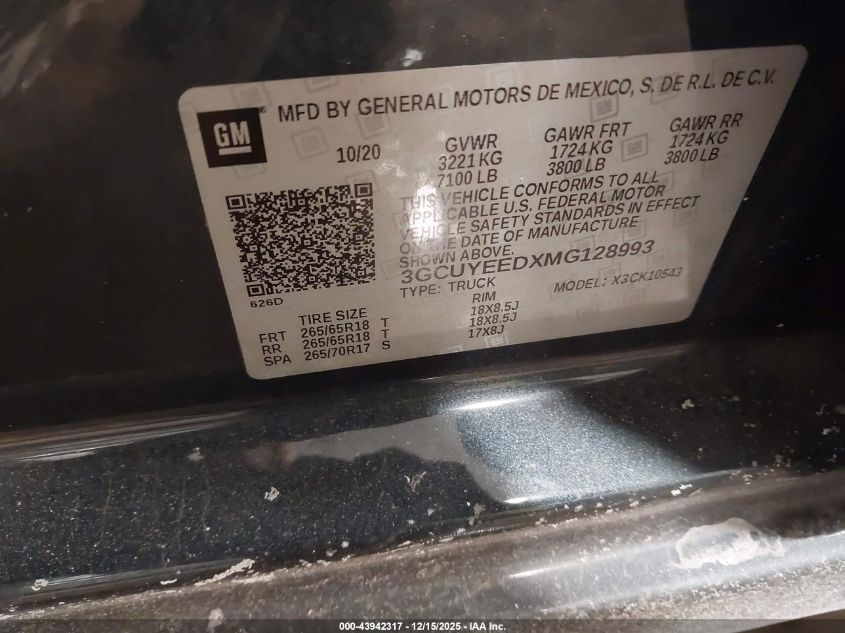 GM
MFD BY GENERAL MOTORS DE MEXICO, S. DE R.L. DE C.V.
10/20
GVWR
3221 KG
7100 LB
GAWR FRT
1724 KG
3800 LB
GAWR RR
1724 KG
3800 LB
THIS VEHICLE CONFORMS TO ALL
APPLICABLE U.S. FEDERAL MOTOR
VEHICLE SAFETY STANDARDS IN EFFECT
ON THE DATE OF MANUFACTURE
SHOWN ABOVE.
3GCUYEEDXMG128993
TYPE: TRUCK
MODEL: X3CK10543
626D
TIRE SIZE
RIM
FRT 265/65R18 T 18X8.5J
RR 265/65R18 T 18X8.5J
SPA 265/70R17 S 17X8J
000-43942317 - 12/15/2025 - IAA Inc.